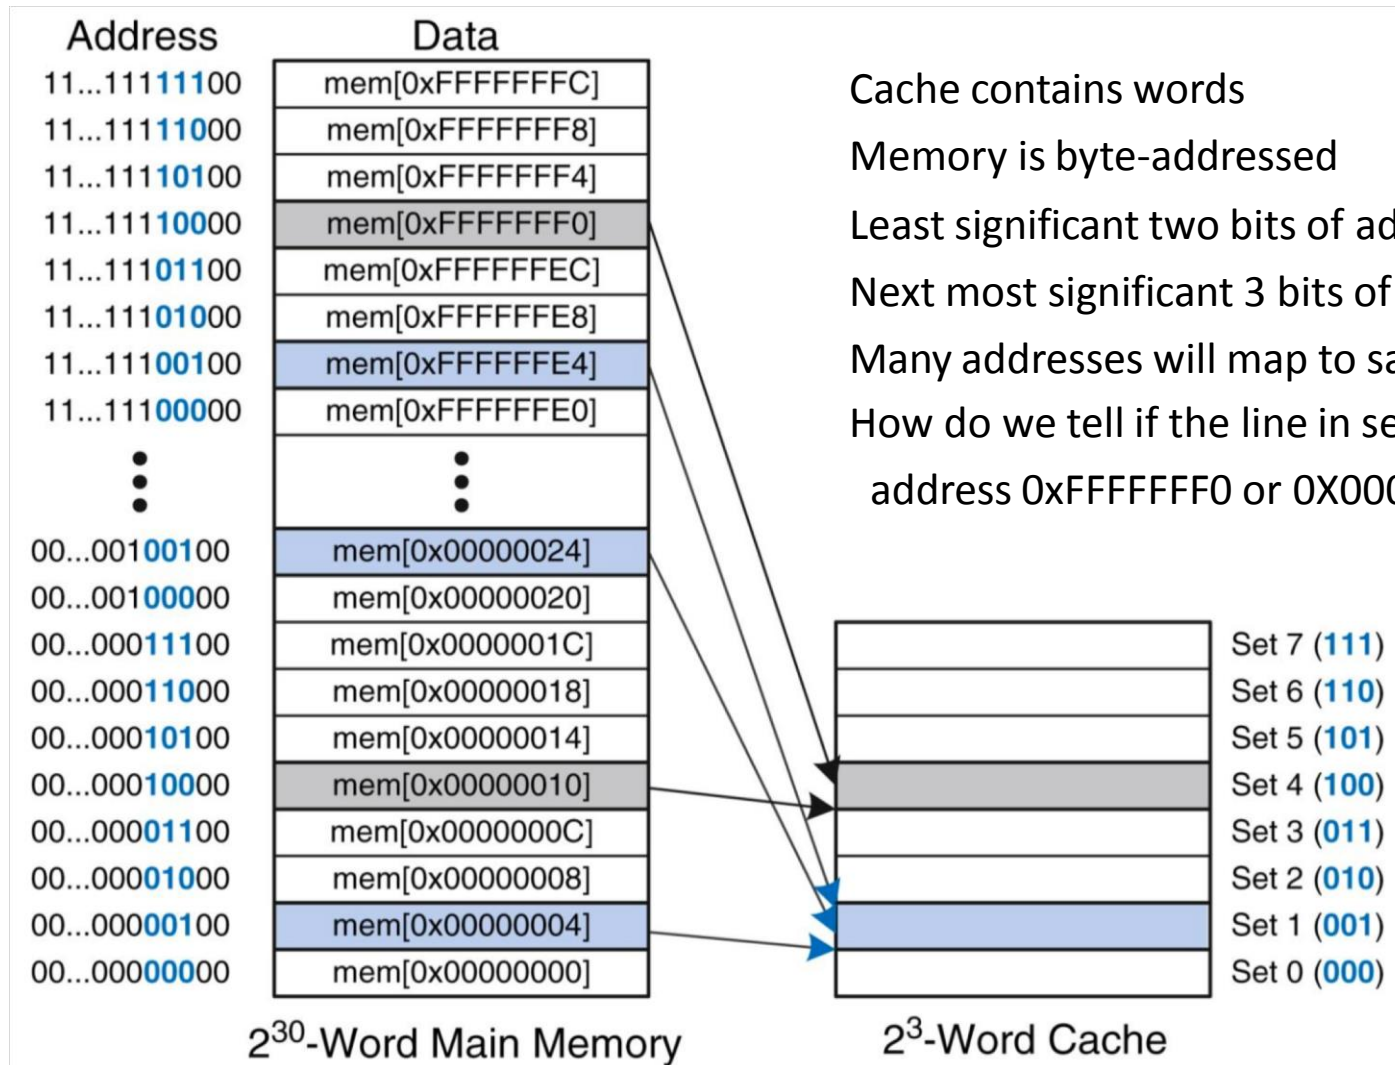 Address Data
11...11111100 mem[0xFFFFFFFC]
11...11111000 mem[0xFFFFFFF8]
11...11110100 mem[0xFFFFFFF4]
11...11110000 mem[0xFFFFFFF0]
11...11101100 mem[0xFFFFFFEC]
11...11101000 mem[0xFFFFFFE8]
11...11100100 mem[0xFFFFFFE4]
11...11100000 mem[0xFFFFFFE0]
00...00100100 mem[0x00000024]
00...00100000 mem[0x00000020]
00...00011100 mem[0x0000001C]
00...00011000 mem[0x00000018]
00...00010100 mem[0x00000014]
00...00010000 mem[0x00000010]
00...00001100 mem[0x0000000C]
00...00001000 mem[0x00000008]
00...00000100 mem[0x00000004]
00...00000000 mem[0x00000000]
2³⁰-Word Main Memory
Cache contains words
Memory is byte-addressed
Least significant two bits of
Next most significant 3 bits of
Many addresses will map to
How do we tell if the line in
address 0xFFFFFFF0 or
Set 7 (111)
Set 6 (110)
Set 5 (101)
Set 4 (100)
Set 3 (011)
Set 2 (010)
Set 1 (001)
Set 0 (000)
2³-Word Cache